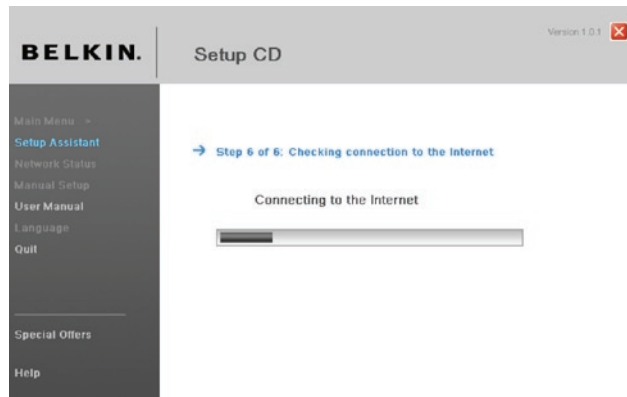 Version 1.0.1
BELKIN.
Setup CD
Main Menu >
Setup Assistant
Network Status
Manual Setup
User Manual
Language
Quit
Special Offers
Help
→ Step 6 of 6: Checking connection to the Internet
Connecting to the Internet